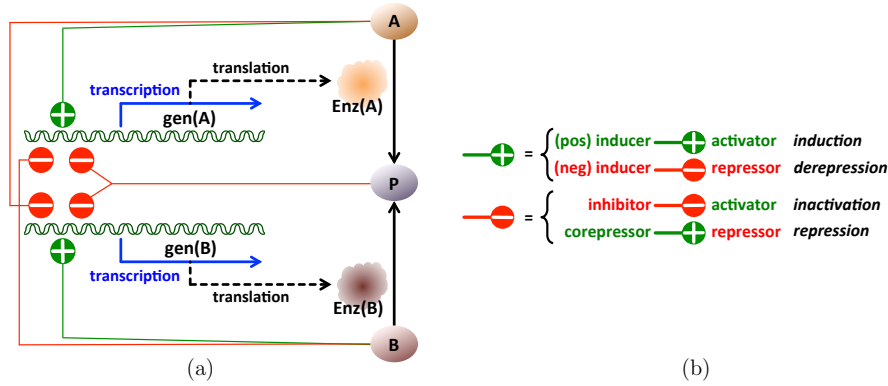 A
translation
transcription
Enz(A)
gen(A)
P
gen(B)
transcription
translation
Enz(B)
B
(a)
= (pos) inducer activator induction
(neg) inducer repressor derepression
= inhibitor activator inactivation
corepressor repressor repression
(b)